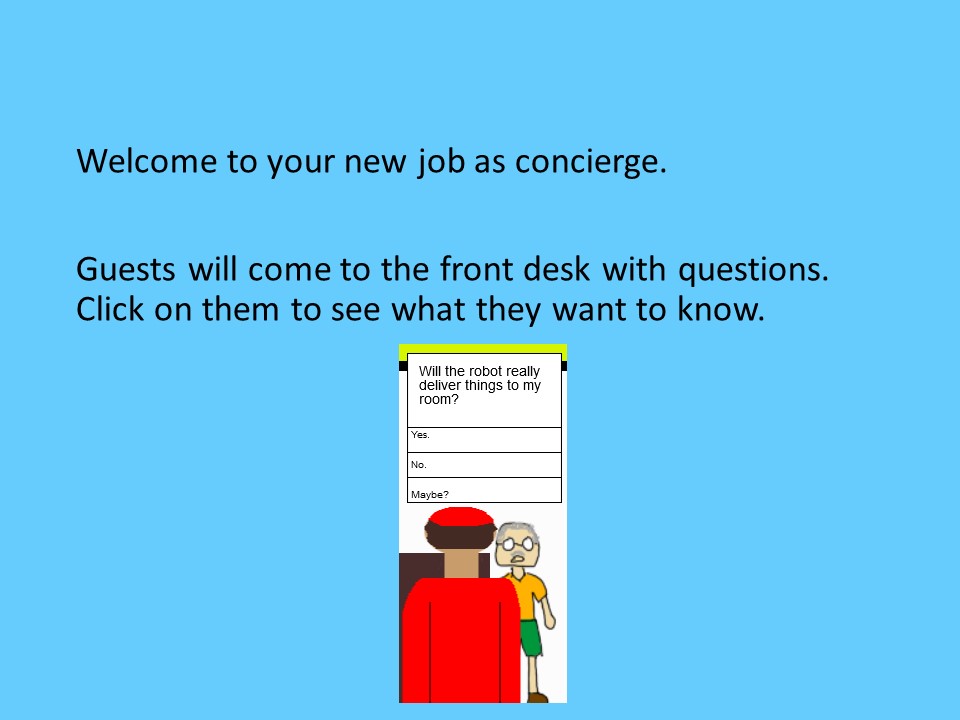 Welcome to your new job as concierge.
Guests will come to the front desk with questions.
Click on them to see what they want to know.
Will the robot really
deliver things to my
room?
Yes.
No.
Maybe?